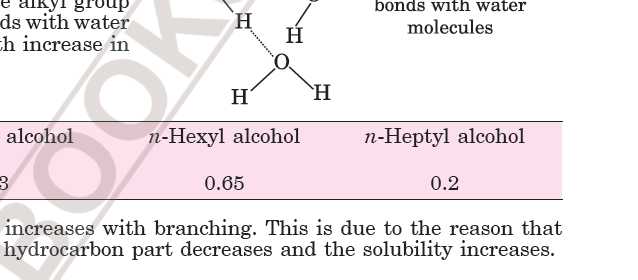 e alkyl group
ds with water
th increase in
H
H
O
H
H
bonds with water
molecules
alcohol n-Hexyl alcohol n-Heptyl alcohol
3 0.65 0.2
increases with branching. This is due to the reason that
hydrocarbon part decreases and the solubility increases.
BOOK